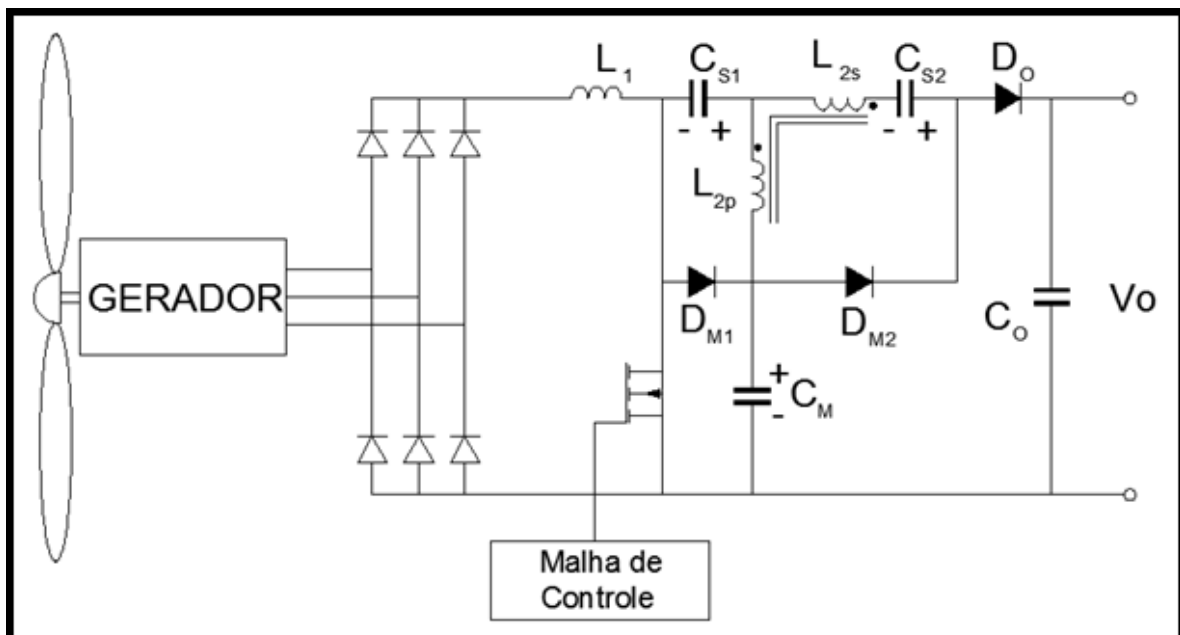 L1
CS1
L2s
CS2
DO
- +
- +
L2p
GERADOR
DM1
DM2
CO
Vo
+
-
CM
Malha de
Controle